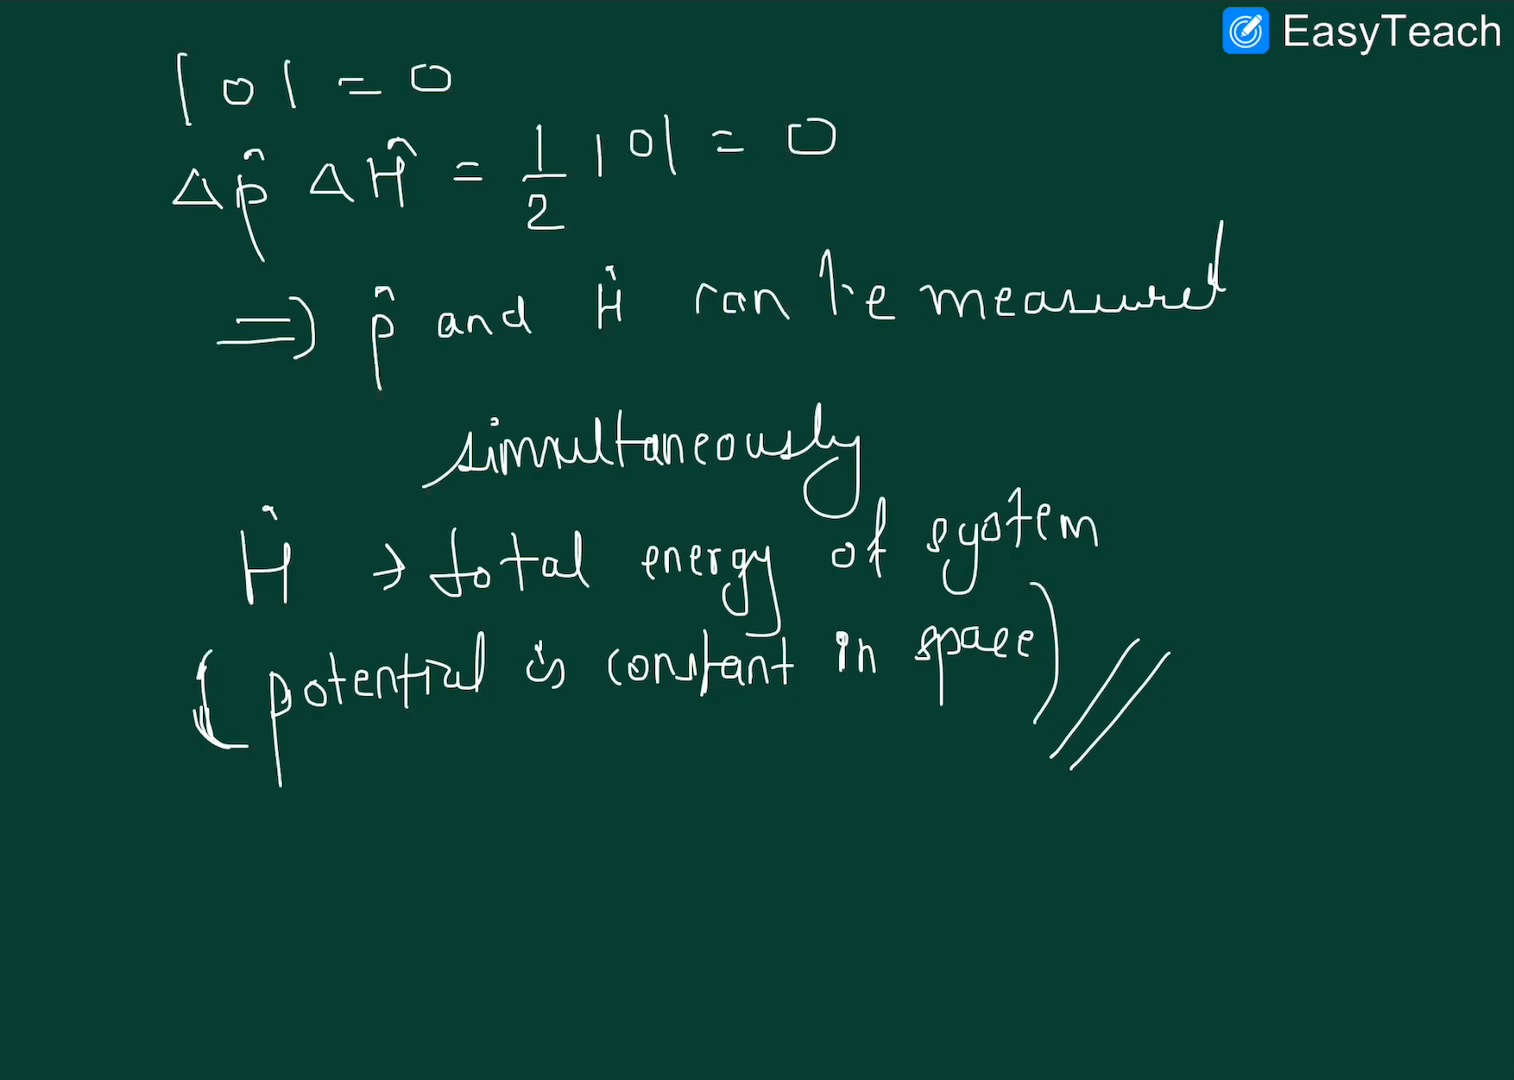 EasyTeach
|0| = 0
Δp̂ ΔĤ = 1/2 |0| = 0
⇒ p̂ and Ĥ can be measured
simultaneously
Ĥ → total energy of system
(potential is constant in space)//